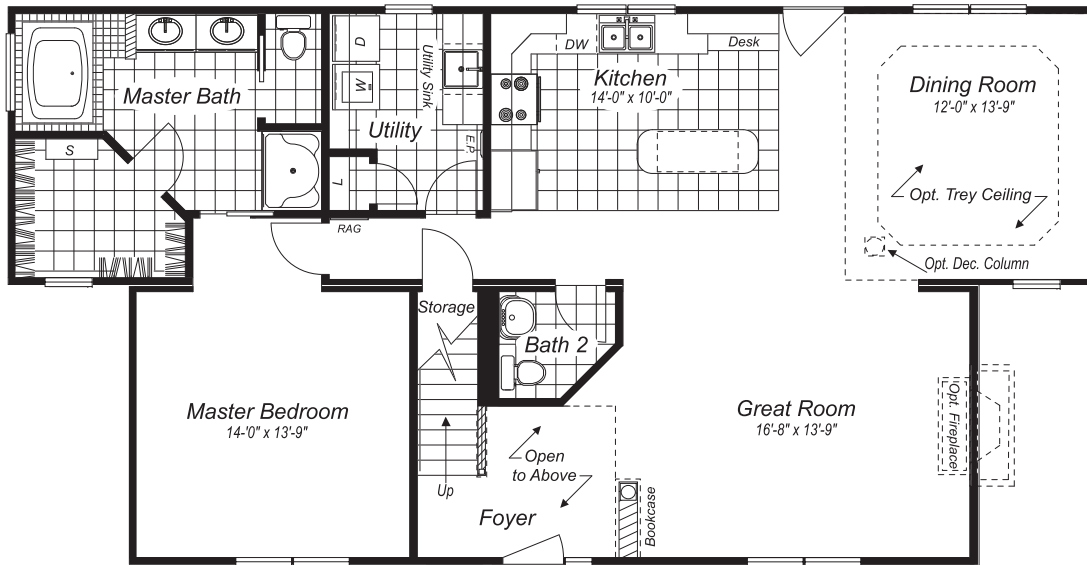 Master Bath
S
D
W
Utility Sink
Utility
E.P.
L
RAG
DW
Desk
Kitchen
14'-0" x 10'-0"
Dining Room
12'-0" x 13'-9"
Opt. Trey Ceiling
Opt. Dec. Column
Storage
Bath 2
Master Bedroom
14'-0" x 13'-9"
Up
Open
to Above
Foyer
Bookcase
Great Room
16'-8" x 13'-9"
Opt. Fireplace